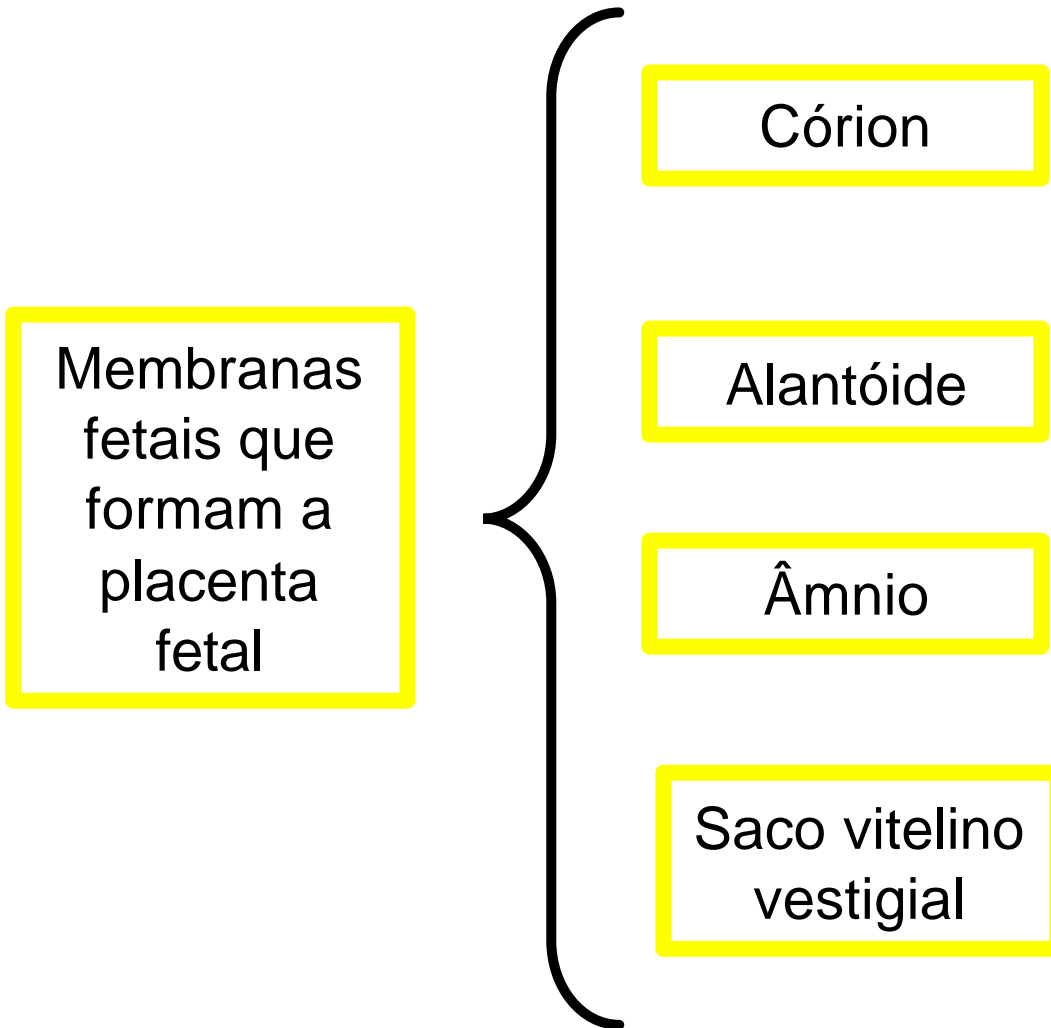 Membranas
fetais que
formam a
placenta
fetal
Córion
Alantóide
Âmnio
Saco vitelino
vestigial